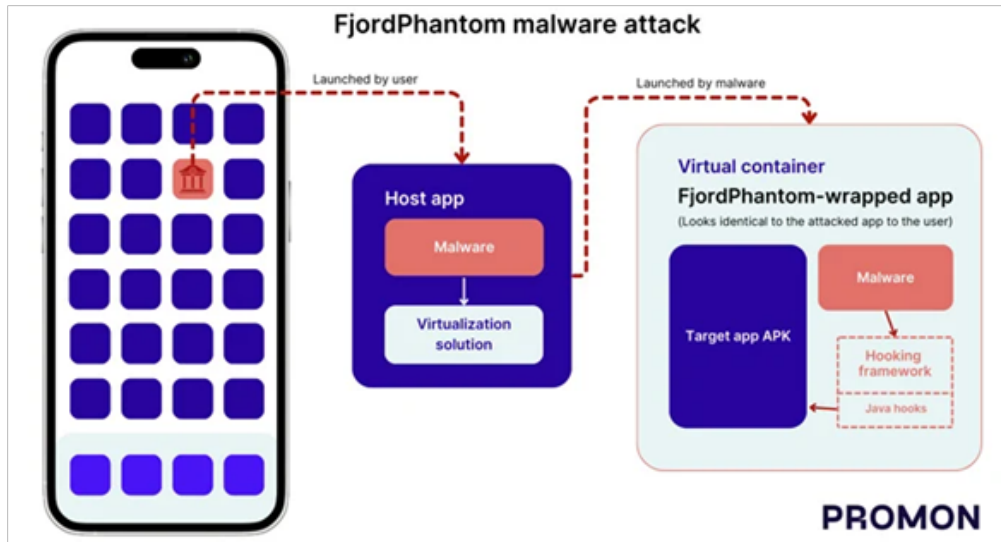 FjordPhantom malware attack
Launched by user
Launched by malware
Host app
Malware
Virtualization
solution
Virtual container
FjordPhantom-wrapped app
(Looks identical to the attacked app to the user)
Target app APK
Malware
Hooking
framework
Java hooks
PROMON